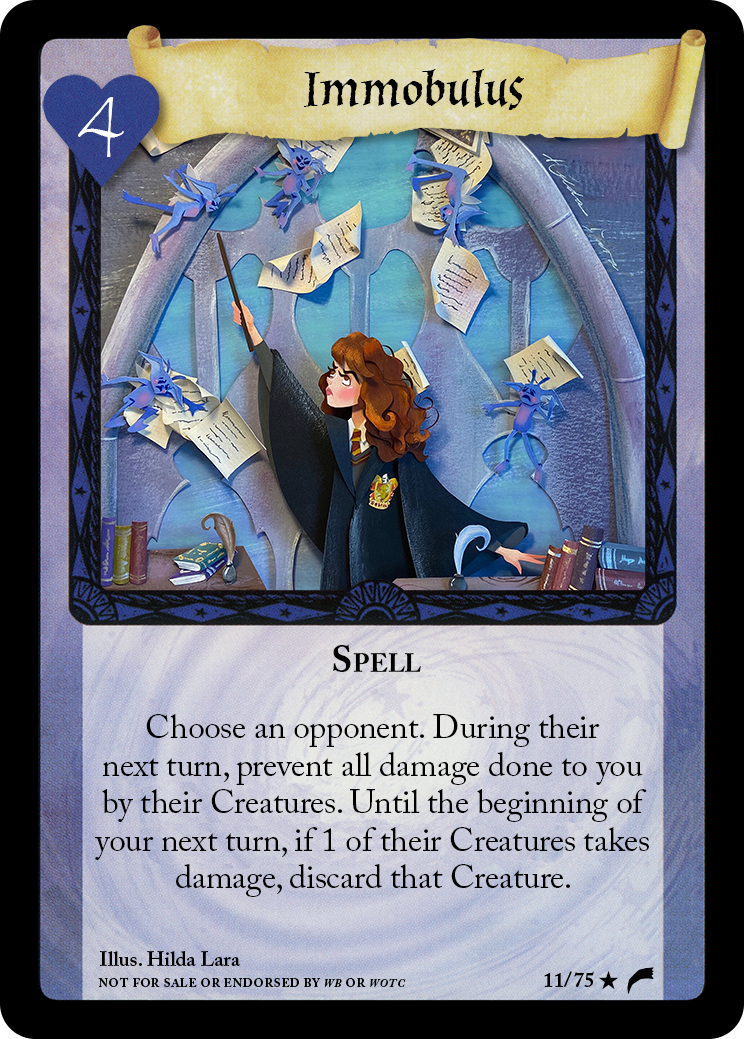 Immobulus
4
Hilda Lara
SPELL
Choose an opponent. During their
next turn, prevent all damage done to you
by their Creatures. Until the beginning of
your next turn, if 1 of their Creatures takes
damage, discard that Creature.
Illus. Hilda Lara
NOT FOR SALE OR ENDORSED BY WB OR WOTC
11/75